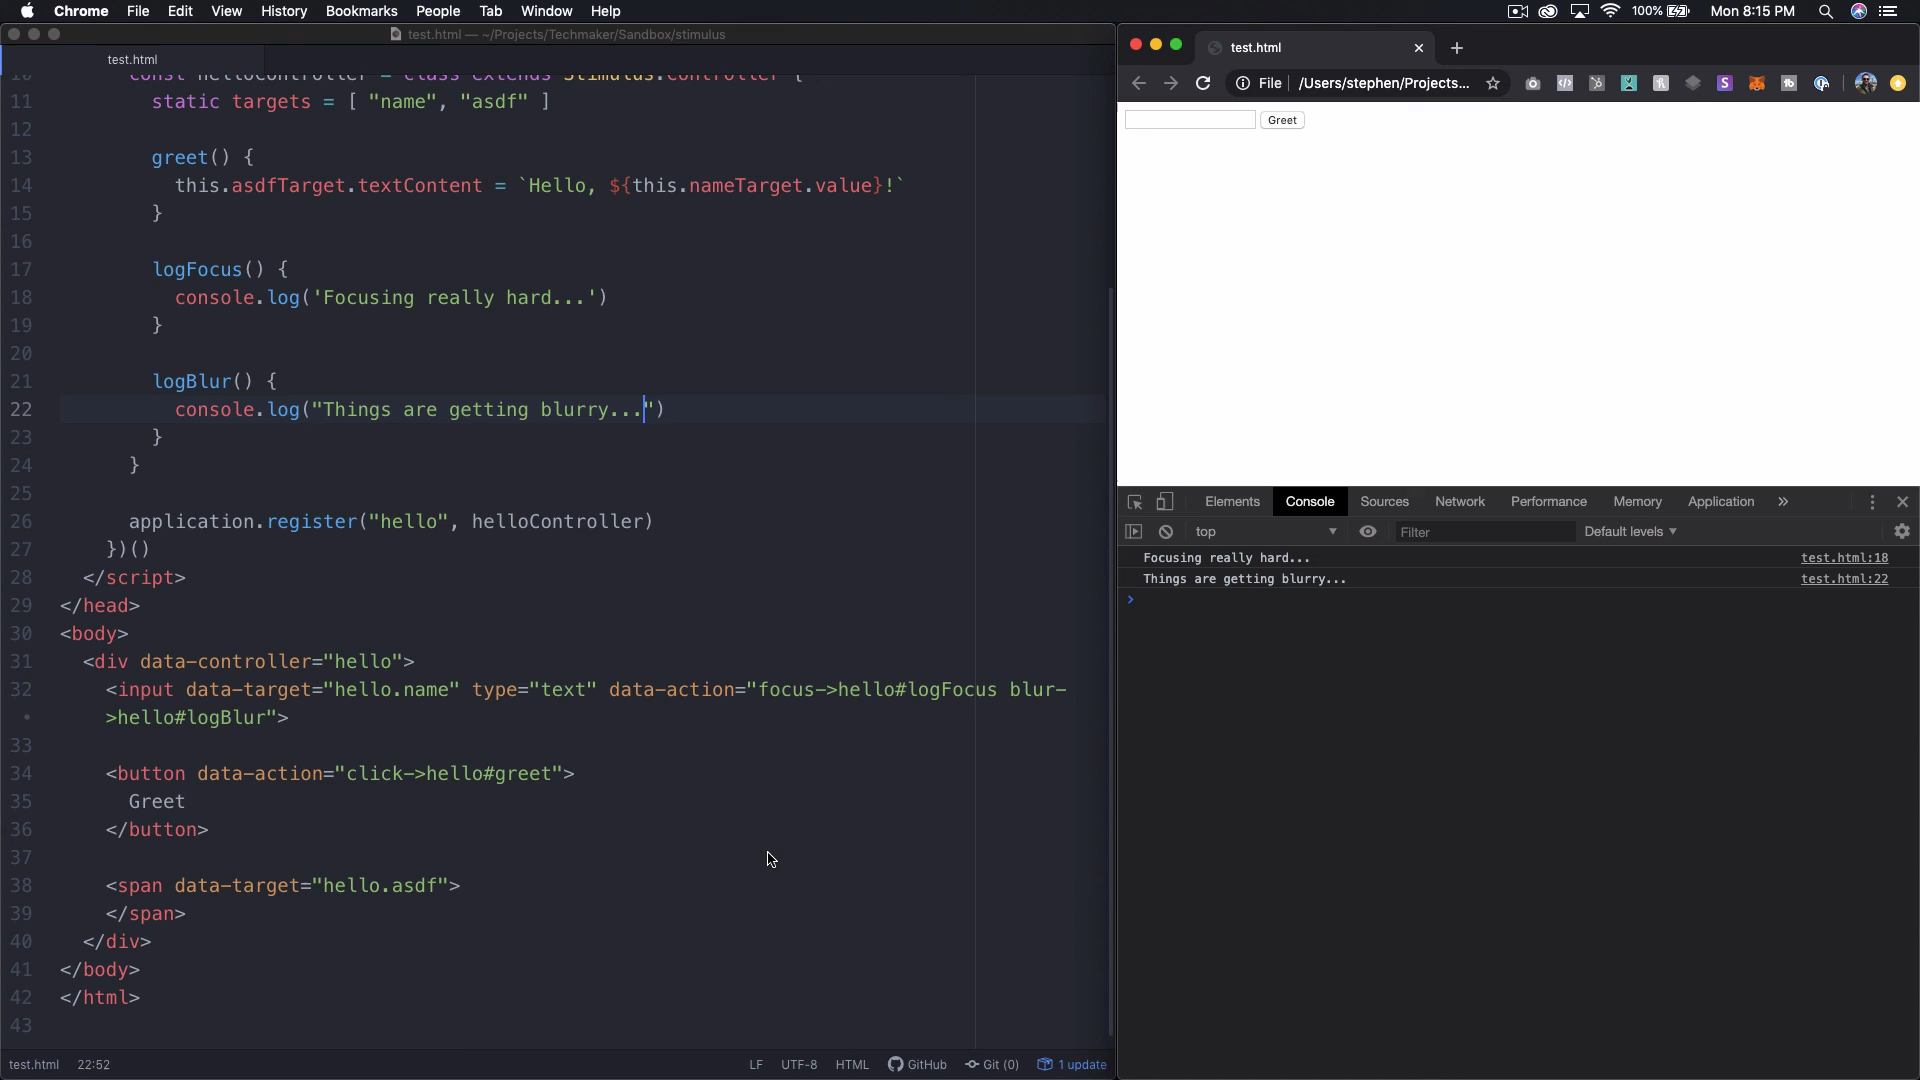 Chrome File Edit View History Bookmarks People Tab Window Help
100% Mon 8:15 PM
test.html — ~/Projects/Techmaker/Sandbox/stimulus
test.html
10 const helloController = class extends Stimulus.Controller {
11 static targets = [ "name", "asdf" ]
12
13 greet() {
14 this.asdfTarget.textContent = `Hello, ${this.nameTarget.value}!`
15 }
16
17 logFocus() {
18 console.log('Focusing really hard...')
19 }
20
21 logBlur() {
22 console.log("Things are getting blurry...")
23 }
24 }
25
26 application.register("hello", helloController)
27 })()
28 </script>
29 </head>
30 <body>
31 <div data-controller="hello">
32 <input data-target="hello.name" type="text" data-action="focus->hello#logFocus blur-
• >hello#logBlur">
33
34 <button data-action="click->hello#greet">
35 Greet
36 </button>
37
38 <span data-target="hello.asdf">
39 </span>
40 </div>
41 </body>
42 </html>
43
test.html 22:52 LF UTF-8 HTML GitHub Git (0) 1 update
test.html
File /Users/stephen/Projects...
Greet
Elements Console Sources Network Performance Memory Application »
top Filter Default levels
Focusing really hard... test.html:18
Things are getting blurry... test.html:22